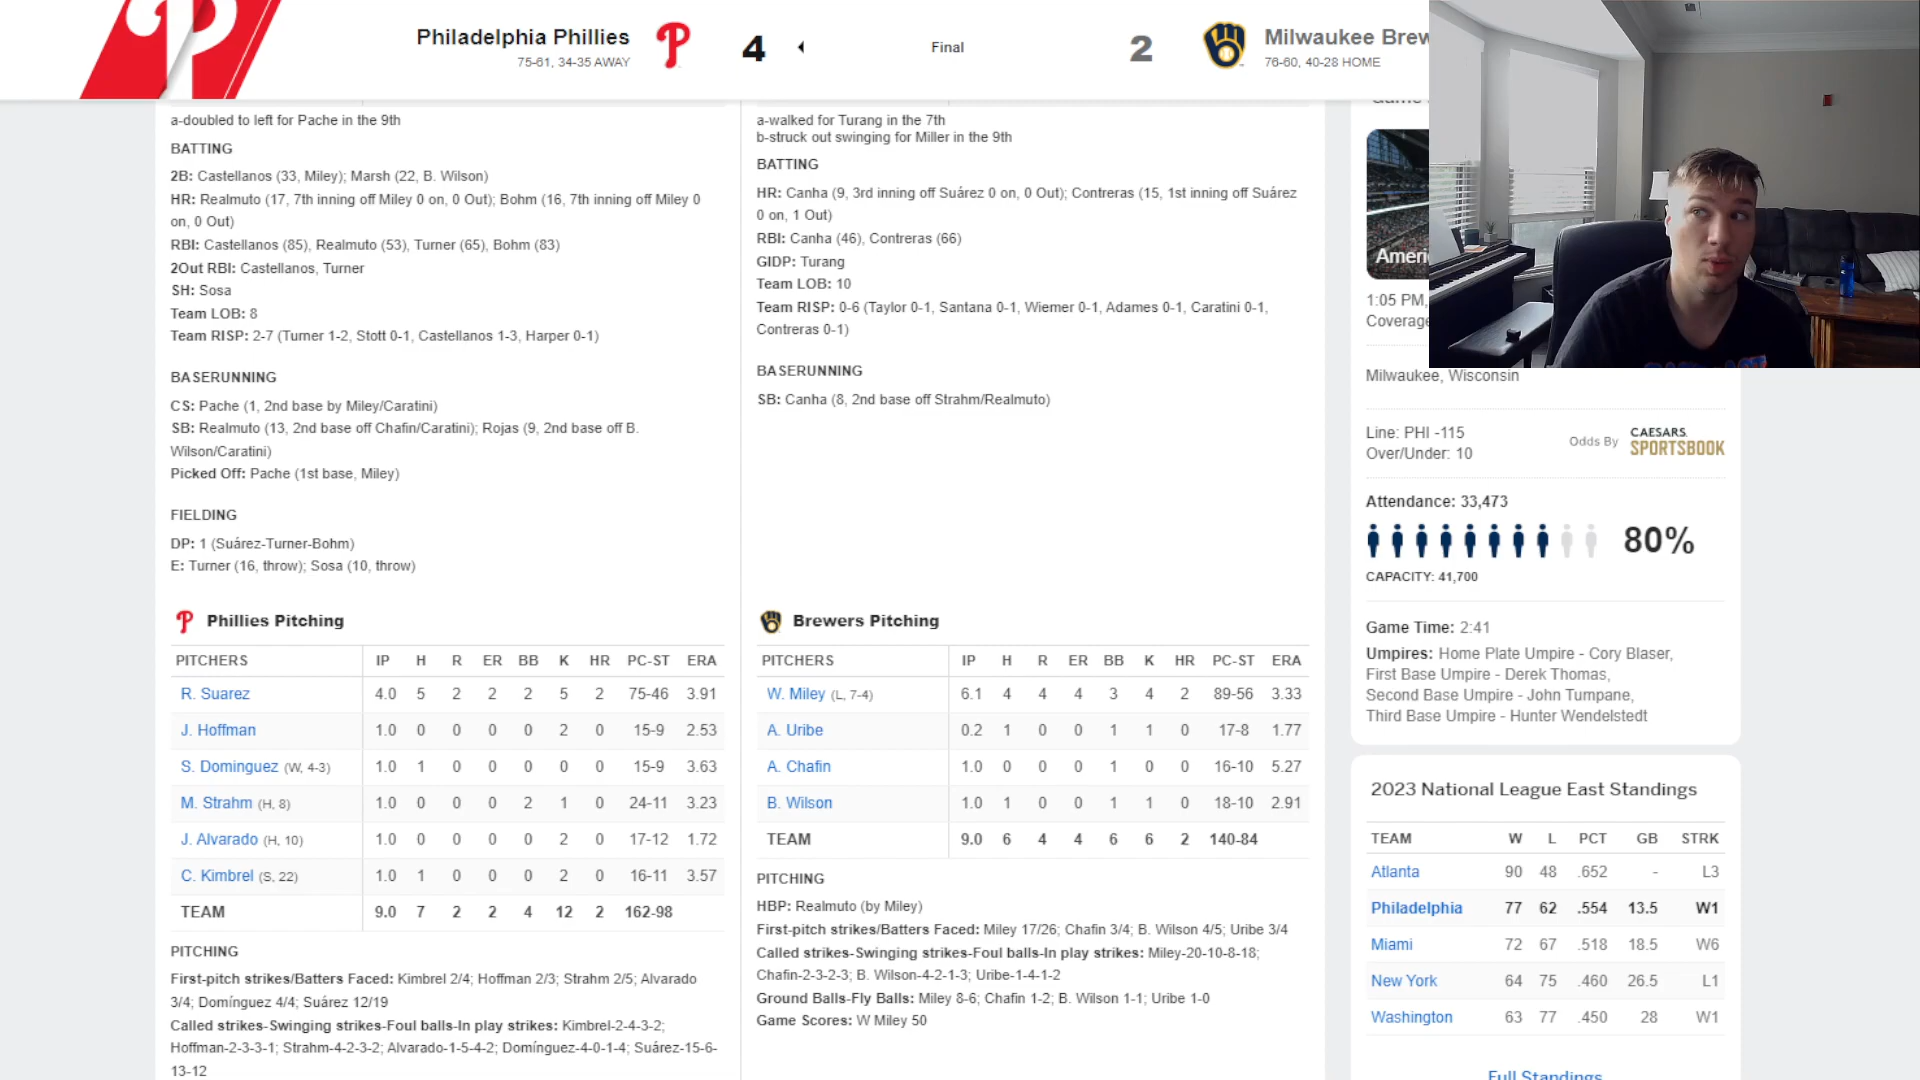 Philadelphia Phillies
75-61, 34-35 AWAY
4
Final
2
Milwaukee Brew
76-60, 40-28 HOME
a-doubled to left for Pache in the 9th
BATTING
2B: Castellanos (33, Miley); Marsh (22, B. Wilson)
HR: Realmuto (17, 7th inning off Miley 0 on, 0 Out); Bohm (16, 7th inning off Miley 0
on, 0 Out)
RBI: Castellanos (85), Realmuto (53), Turner (65), Bohm (83)
2Out RBI: Castellanos, Turner
SH: Sosa
Team LOB: 8
Team RISP: 2-7 (Turner 1-2, Stott 0-1, Castellanos 1-3, Harper 0-1)
BASERUNNING
CS: Pache (1, 2nd base by Miley/Caratini)
SB: Realmuto (13, 2nd base off Chafin/Caratini); Rojas (9, 2nd base off B.
Wilson/Caratini)
Picked Off: Pache (1st base, Miley)
FIELDING
DP: 1 (Suárez-Turner-Bohm)
E: Turner (16, throw); Sosa (10, throw)
Phillies Pitching
PITCHERS IP H R ER BB K HR PC-ST ERA
R. Suarez 4.0 5 2 2 2 5 2 75-46 3.91
J. Hoffman 1.0 0 0 0 0 2 0 15-9 2.53
S. Dominguez (W, 4-3) 1.0 1 0 0 0 0 0 15-9 3.63
M. Strahm (H, 8) 1.0 0 0 0 2 1 0 24-11 3.23
J. Alvarado (H, 10) 1.0 0 0 0 0 2 0 17-12 1.72
C. Kimbrel (S, 22) 1.0 1 0 0 0 2 0 16-11 3.57
TEAM 9.0 7 2 2 4 12 2 162-98
PITCHING
First-pitch strikes/Batters Faced: Kimbrel 2/4; Hoffman 2/3; Strahm 2/5; Alvarado
3/4; Domínguez 4/4; Suárez 12/19
Called strikes-Swinging strikes-Foul balls-In play strikes: Kimbrel-2-4-3-2;
Hoffman-2-3-3-1; Strahm-4-2-3-2; Alvarado-1-5-4-2; Domínguez-4-0-1-4; Suárez-15-6-
13-12
a-walked for Turang in the 7th
b-struck out swinging for Miller in the 9th
BATTING
HR: Canha (9, 3rd inning off Suárez 0 on, 0 Out); Contreras (15, 1st inning off Suárez
0 on, 1 Out)
RBI: Canha (46), Contreras (66)
GIDP: Turang
Team LOB: 10
Team RISP: 0-6 (Taylor 0-1, Santana 0-1, Wiemer 0-1, Adames 0-1, Caratini 0-1,
Contreras 0-1)
BASERUNNING
SB: Canha (8, 2nd base off Strahm/Realmuto)
Brewers Pitching
PITCHERS IP H R ER BB K HR PC-ST ERA
W. Miley (L, 7-4) 6.1 4 4 4 3 4 2 89-56 3.33
A. Uribe 0.2 1 0 0 1 1 0 17-8 1.77
A. Chafin 1.0 0 0 0 1 0 0 16-10 5.27
B. Wilson 1.0 1 0 0 1 1 0 18-10 2.91
TEAM 9.0 6 4 4 6 6 2 140-84
PITCHING
HBP: Realmuto (by Miley)
First-pitch strikes/Batters Faced: Miley 17/26; Chafin 3/4; B. Wilson 4/5; Uribe 3/4
Called strikes-Swinging strikes-Foul balls-In play strikes: Miley-20-10-8-18;
Chafin-2-3-2-3; B. Wilson-4-2-1-3; Uribe-1-4-1-2
Ground Balls-Fly Balls: Miley 8-6; Chafin 1-2; B. Wilson 1-1; Uribe 1-0
Game Scores: W Miley 50
Ameri
1:05 PM,
Coverage
Milwaukee, Wisconsin
Line: PHI -115
Over/Under: 10
Odds By
CAESARS
SPORTSBOOK
Attendance: 33,473
80%
CAPACITY: 41,700
Game Time: 2:41
Umpires: Home Plate Umpire - Cory Blaser,
First Base Umpire - Derek Thomas,
Second Base Umpire - John Tumpane,
Third Base Umpire - Hunter Wendelstedt
2023 National League East Standings
TEAM W L PCT GB STRK
Atlanta 90 48 .652 - L3
Philadelphia 77 62 .554 13.5 W1
Miami 72 67 .518 18.5 W6
New York 64 75 .460 26.5 L1
Washington 63 77 .450 28 W1
Full Standings